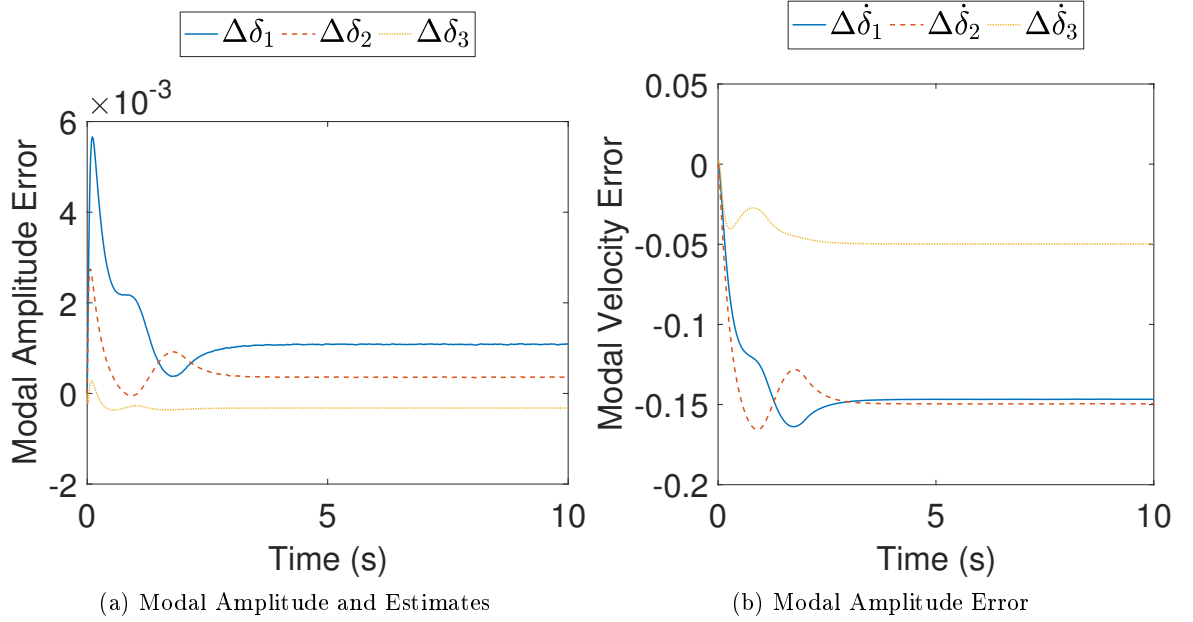 Δδ₁ Δδ₂ Δδ₃
×10⁻³
6
4
2
0
-2
Modal Amplitude Error
0 5 10
Time (s)
(a) Modal Amplitude and Estimates
Δδ̇₁ Δδ̇₂ Δδ̇₃
0.05
0
-0.05
-0.1
-0.15
-0.2
Modal Velocity Error
0 5 10
Time (s)
(b) Modal Amplitude Error